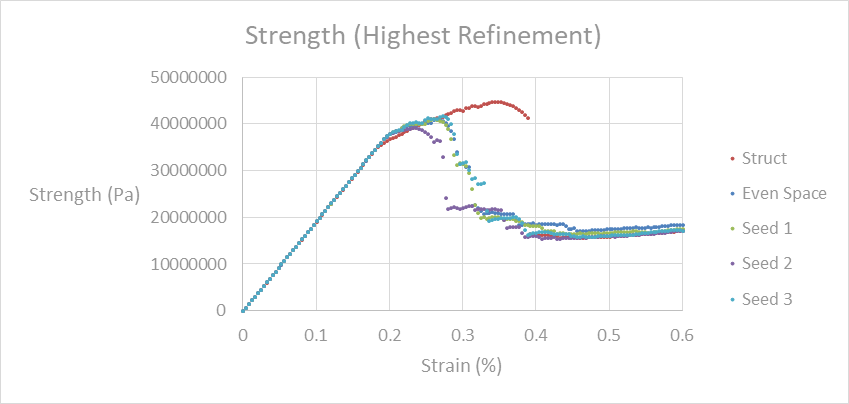 Strength (Highest Refinement)
50000000
40000000
30000000
20000000
10000000
0
Strength (Pa)
0 0.1 0.2 0.3 0.4 0.5 0.6
Strain (%)
Struct
Even Space
Seed 1
Seed 2
Seed 3